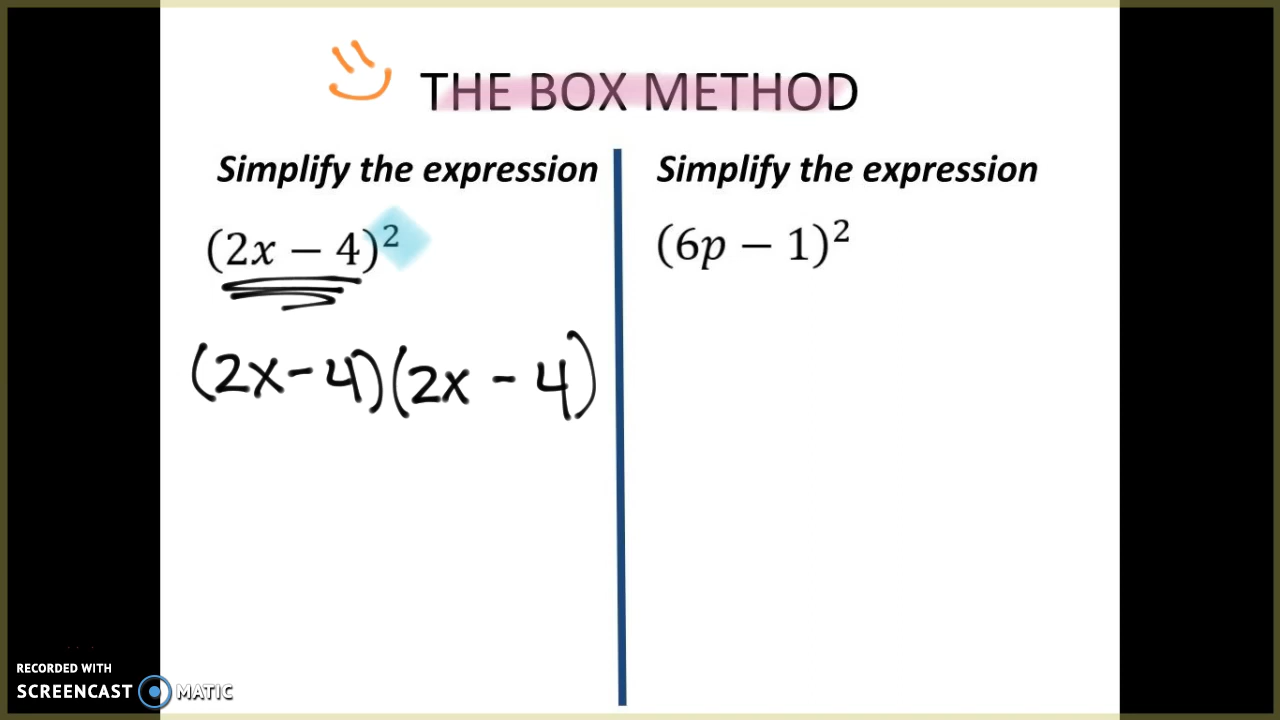 THE BOX METHOD
Simplify the expression
(2x − 4)²
(2x - 4)(2x - 4)
Simplify the expression
(6p − 1)²
RECORDED WITH
SCREENCAST MATIC